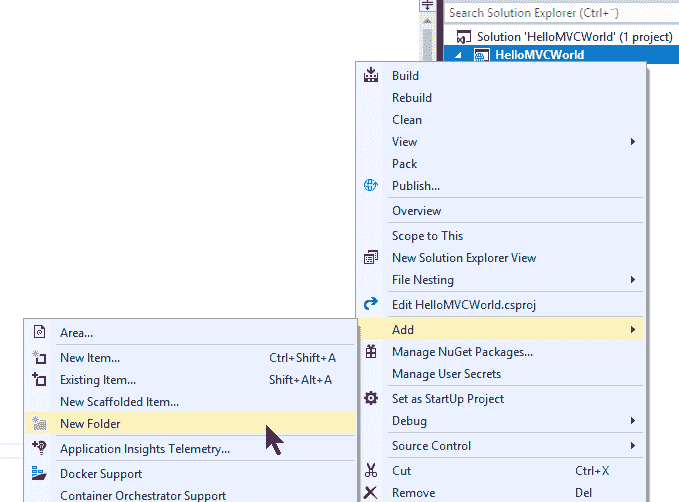 Search Solution Explorer (Ctrl+¨)
Solution 'HelloMVCWorld' (1 project)
HelloMVCWorld
Build
Rebuild
Clean
View
Pack
Publish...
Overview
Scope to This
New Solution Explorer View
File Nesting
Edit HelloMVCWorld.csproj
Add
Manage NuGet Packages...
Manage User Secrets
Set as StartUp Project
Debug
Source Control
Cut Ctrl+X
Remove Del
Area...
New Item... Ctrl+Shift+A
Existing Item... Shift+Alt+A
New Scaffolded Item...
New Folder
Application Insights Telemetry...
Docker Support
Container Orchestrator Support